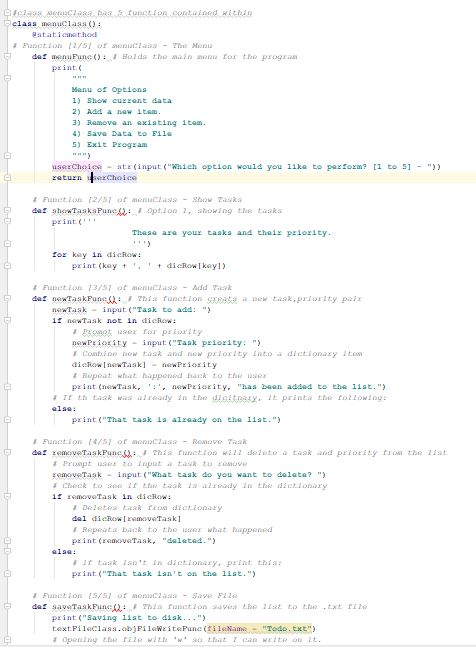 #class menuClass has 5 function contained within
class menuClass():
@staticmethod
# Function [1/5] of menuClass - The Menu
def menuFunc(): # Holds the main menu for the program
print(
"""
Menu of Options
1) Show current data
2) Add a new item.
3) Remove an existing item.
4) Save Data to File
5) Exit Program
""")
userChoice = str(input("Which option would you like to perform? [1 to 5] - "))
return userChoice
# Function [2/5] of menuClass - Show Tasks
def showTasksFunc(): # Option 1, showing the tasks
print('''
These are your tasks and their priority.
''')
for key in dicRow:
print(key + '. ' + dicRow[key])
# Function [3/5] of menuClass - Add Task
def newTaskFunc(): # This function creats a new task,priority pair
newTask = input("Task to add: ")
if newTask not in dicRow:
# Prompt user for priority
newPriority = input("Task priority: ")
# Combine new task and new priority into a dictionary item
dicRow[newTask] = newPriority
# Repeat what happened back to the user
print(newTask, ':', newPriority, "has been added to the list.")
# If th task was already in the dicitnary, it prints the following:
else:
print("That task is already on the list.")
# Function [4/5] of menuClass - Remove Task
def removeTaskFunc(): # This function will delete a task and priority from the list
# Prompt user to input a task to remove
removeTask = input("What task do you want to delete? ")
# Check to see if the task is already in the dictionary
if removeTask in dicRow:
# Deletes task from dictionary
del dicRow[removeTask]
# Repeats back to the user what happened
print(removeTask, "deleted.")
else:
# if task isn't in dictionary, print this:
print("That task isn't on the list.")
# Function [5/5] of menuClass - Save File
def saveTaskFunc(): # This function saves the list to the .txt file
print("Saving list to disk...")
textFileClass.objFileWriteFunc(fileName = "Todo.txt")
# Opening the file with 'w' so that I can write on it.